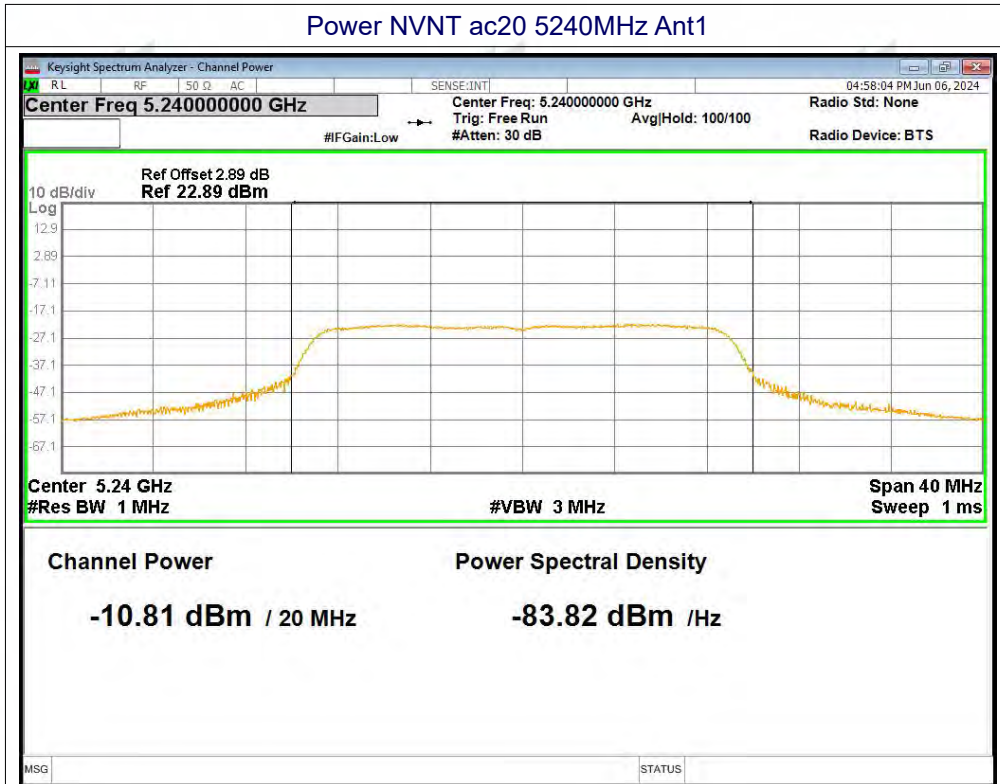 Power NVNT ac20 5240MHz Ant1
Keysight Spectrum Analyzer - Channel Power
LXI RL RF 50 Ω AC SENSE:INT 04:58:04 PM Jun 06, 2024
Center Freq 5.240000000 GHz Center Freq: 5.240000000 GHz Radio Std: None
Trig: Free Run Avg|Hold: 100/100
#IFGain:Low #Atten: 30 dB Radio Device: BTS
Ref Offset 2.89 dB
10 dB/div Ref 22.89 dBm
Log
12.9
2.89
-7.11
-17.1
-27.1
-37.1
-47.1
-57.1
-67.1
Center 5.24 GHz Span 40 MHz
#Res BW 1 MHz #VBW 3 MHz Sweep 1 ms
Channel Power Power Spectral Density
-10.81 dBm / 20 MHz -83.82 dBm /Hz
MSG STATUS